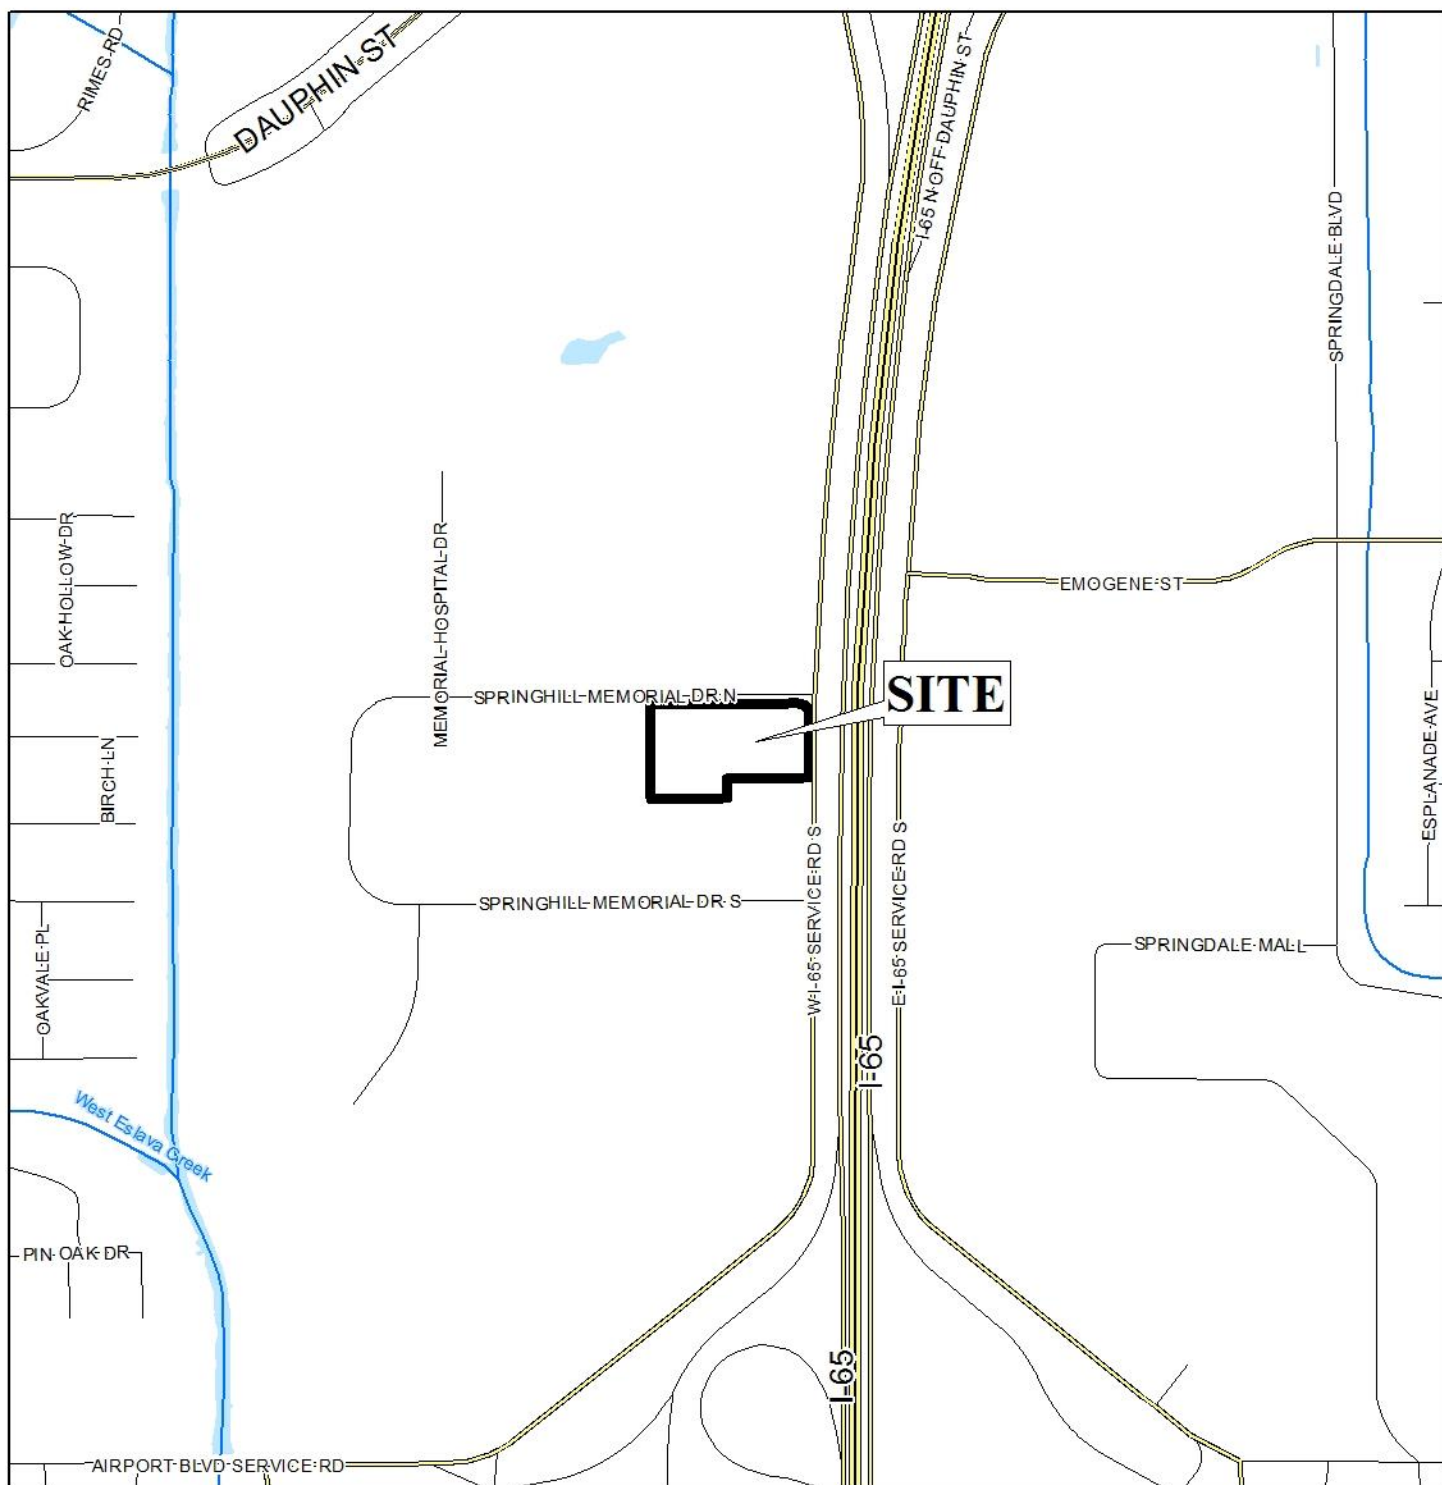 RIMES RD
DAUPHIN ST
I-65 N OFF DAUPHIN ST
SPRINGDALE BLVD
OAK HOLLOW DR
MEMORIAL HOSPITAL DR
EMOGENE ST
SPRINGHILL MEMORIAL DR N
SITE
BIRCH LN
ESPLANADE AVE
W I-65 SERVICE RD S
E I-65 SERVICE RD S
SPRINGHILL MEMORIAL DR S
OAKVALE PL
SPRINGDALE MALL
I-65
West Eslava Creek
PIN OAK DR
I-65
AIRPORT BLVD SERVICE RD